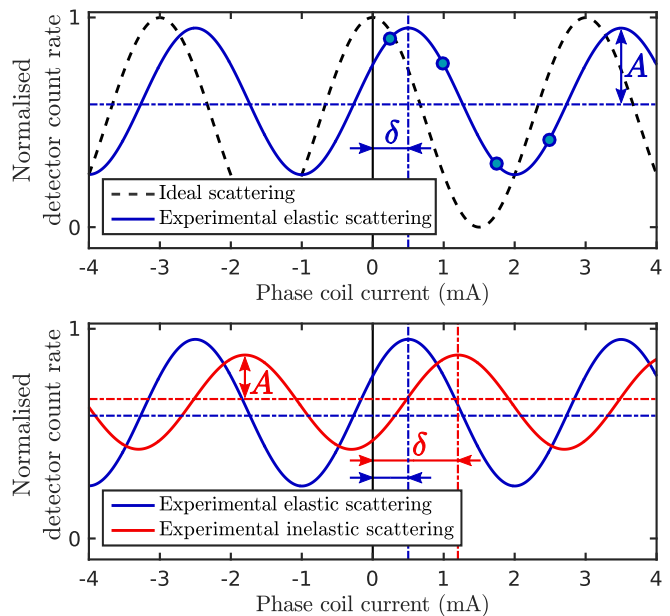 Normalised
detector count rate
1
0
A
δ
Ideal scattering
Experimental elastic scattering
-4 -3 -2 -1 0 1 2 3 4
Phase coil current (mA)
Normalised
detector count rate
1
0
A
δ
Experimental elastic scattering
Experimental inelastic scattering
-4 -3 -2 -1 0 1 2 3 4
Phase coil current (mA)